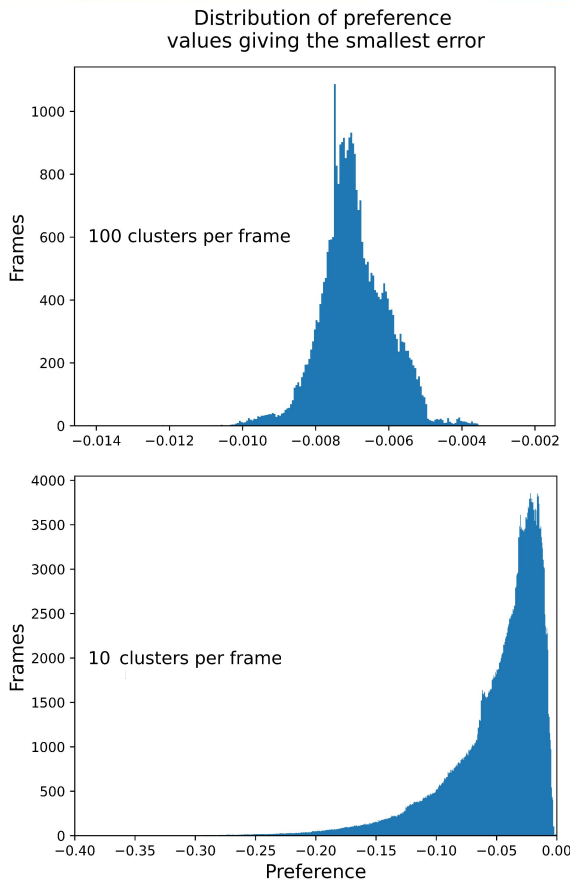 Distribution of preference
values giving the smallest error
1000
800
600
400
200
0
Frames
100 clusters per frame
−0.014 −0.012 −0.010 −0.008 −0.006 −0.004 −0.002
4000
3500
3000
2500
2000
1500
1000
500
0
Frames
10 clusters per frame
−0.40 −0.35 −0.30 −0.25 −0.20 −0.15 −0.10 −0.05 0.00
Preference